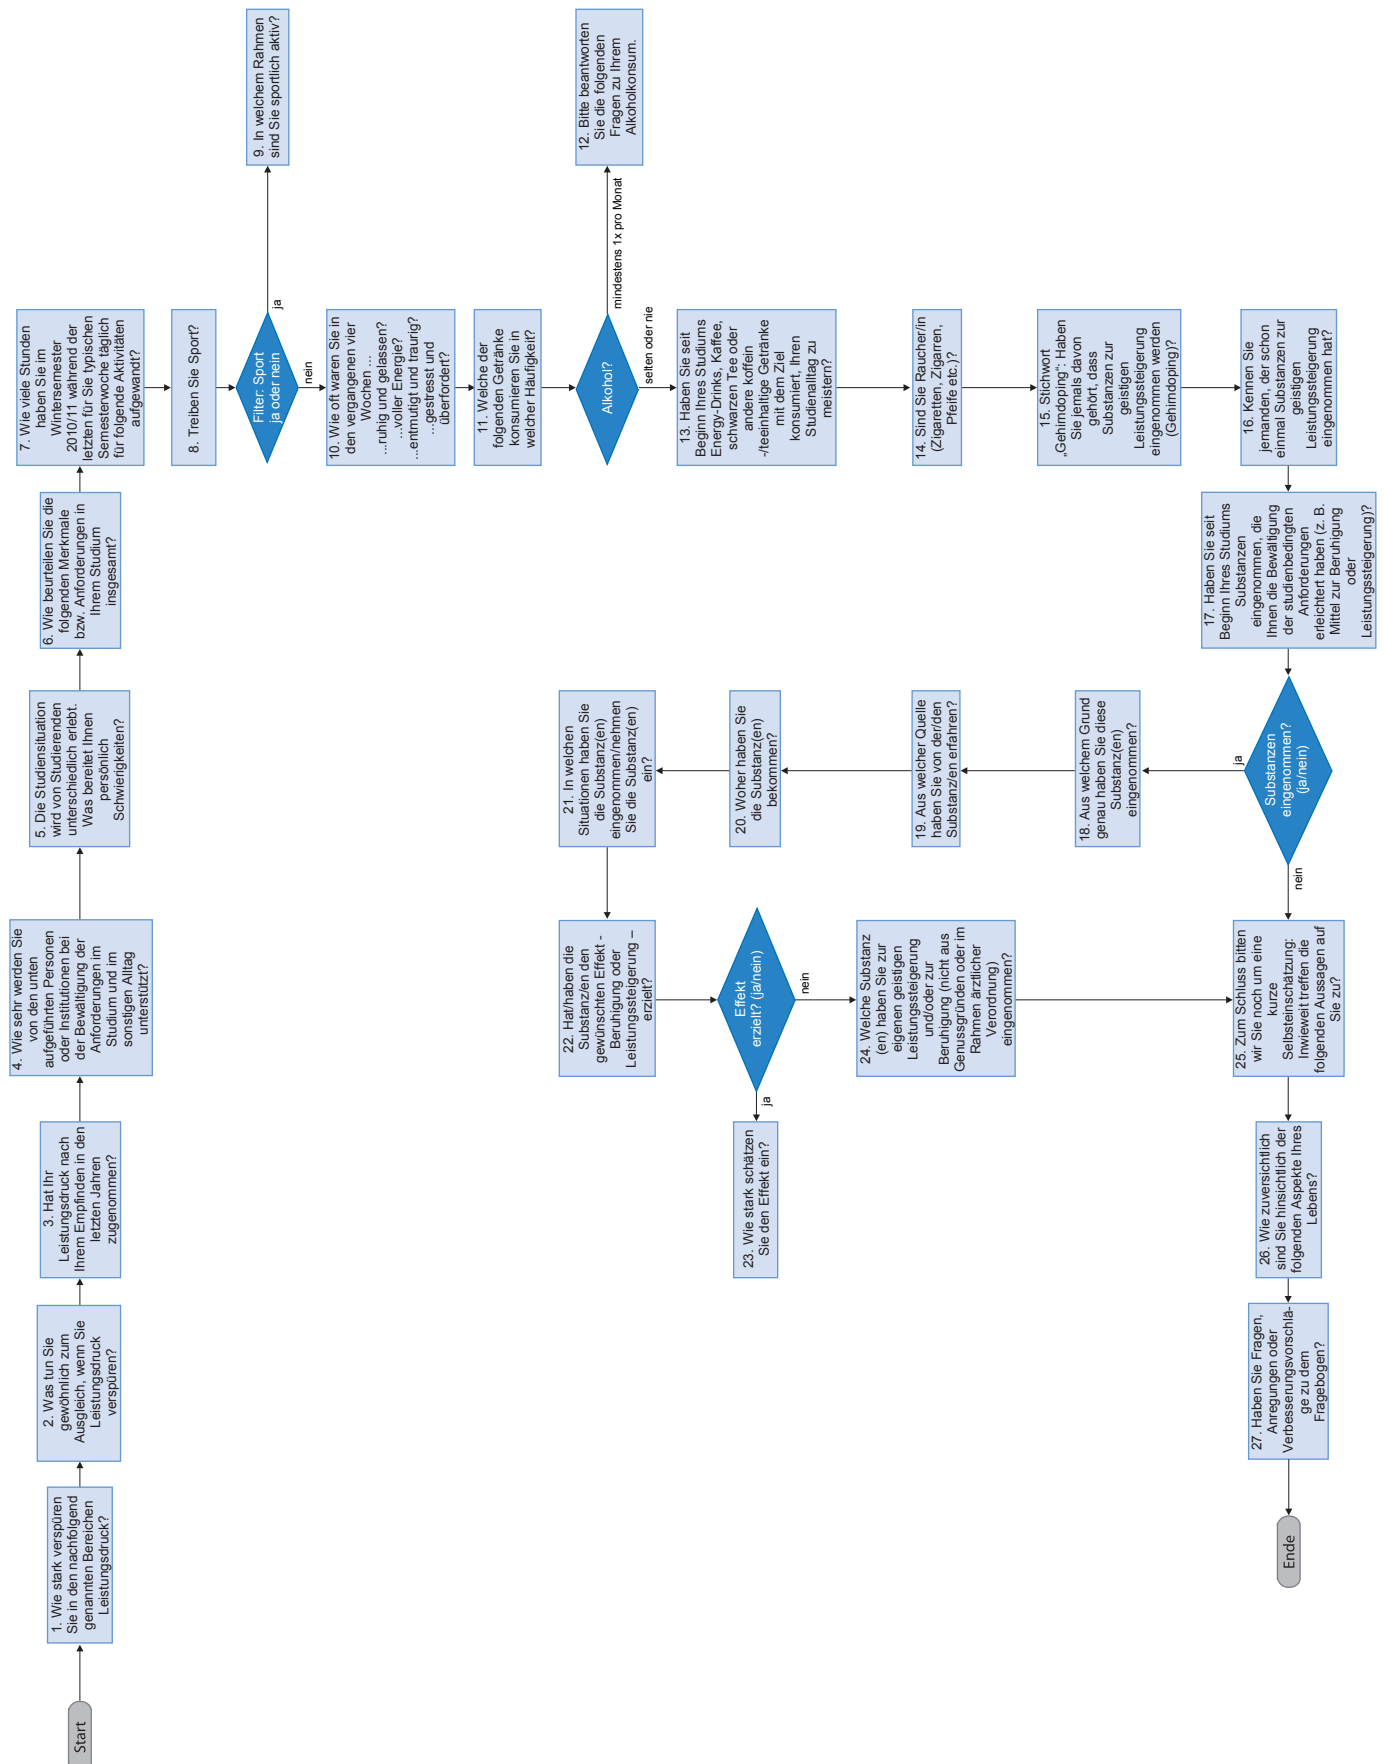 Start
1. Wie stark verspüren
Sie in den nachfolgend
genannten Bereichen
Leistungsdruck?
2. Was tun Sie
gewöhnlich zum
Ausgleich, wenn Sie
Leistungsdruck
verspüren?
3. Hat Ihr
Leistungsdruck nach
Ihrem Empfinden in den
letzten Jahren
zugenommen?
4. Wie sehr werden Sie
von den unten
aufgeführten Personen
oder Institutionen bei
der Bewältigung der
Anforderungen im
Studium und im
sonstigen Alltag
unterstützt?
5. Die Studiensituation
wird von Studierenden
unterschiedlich erlebt.
Was bereitet Ihnen
persönlich
Schwierigkeiten?
6. Wie beurteilen Sie die
folgenden Merkmale
bzw. Anforderungen in
Ihrem Studium
insgesamt?
7. Wie viele Stunden
haben Sie im
Wintersemester
2010/11 während der
letzten für Sie typischen
Semesterwoche täglich
für folgende Aktivitäten
aufgewandt?
8. Treiben Sie Sport?
Filter: Sport
ja oder nein
ja
9. In welchem Rahmen
sind Sie sportlich aktiv?
nein
10. Wie oft waren Sie in
den vergangenen vier
Wochen …
...ruhig und gelassen?
...voller Energie?
...entmutigt und traurig?
...gestresst und
überfordert?
11. Welche der
folgenden Getränke
konsumieren Sie in
welcher Häufigkeit?
Alkohol?
mindestens 1x pro Monat
12. Bitte beantworten
Sie die folgenden
Fragen zu Ihrem
Alkoholkonsum.
selten oder nie
13. Haben Sie seit
Beginn Ihres Studiums
Energy-Drinks, Kaffee,
schwarzen Tee oder
andere koffein
-/teeinhaltige Getränke
mit dem Ziel
konsumiert, Ihren
Studienalltag zu
meistern?
14. Sind Sie Raucher/in
(Zigaretten, Zigarren,
Pfeife etc.)?
15. Stichwort
„Gehirndoping“: Haben
Sie jemals davon
gehört, dass
Substanzen zur
geistigen
Leistungssteigerung
eingenommen werden
(Gehirndoping)?
16. Kennen Sie
jemanden, der schon
einmal Substanzen zur
geistigen
Leistungssteigerung
eingenommen hat?
17. Haben Sie seit
Beginn Ihres Studiums
Substanzen
eingenommen, die
Ihnen die Bewältigung
der studienbedingten
Anforderungen
erleichtert haben (z. B.
Mittel zur Beruhigung
oder
Leistungssteigerung)?
Substanzen
eingenommen?
(ja/nein)
ja
18. Aus welchem Grund
genau haben Sie diese
Substanz(en)
eingenommen?
19. Aus welcher Quelle
haben Sie von der/den
Substanz/en erfahren?
20. Woher haben Sie
die Substanz(en)
bekommen?
21. In welchen
Situationen haben Sie
die Substanz(en)
eingenommen/nehmen
Sie die Substanz(en)
ein?
22. Hat/haben die
Substanz/en den
gewünschten Effekt -
Beruhigung oder
Leistungssteigerung –
erzielt?
Effekt
erzielt? (ja/nein)
ja
23. Wie stark schätzen
Sie den Effekt ein?
nein
24. Welche Substanz
(en) haben Sie zur
eigenen geistigen
Leistungssteigerung
und/oder zur
Beruhigung (nicht aus
Genussgründen oder im
Rahmen ärztlicher
Verordnung)
eingenommen?
nein
25. Zum Schluss bitten
wir Sie noch um eine
kurze
Selbsteinschätzung:
Inwieweit treffen die
folgenden Aussagen auf
Sie zu?
26. Wie zuversichtlich
sind Sie hinsichtlich der
folgenden Aspekte Ihres
Lebens?
27. Haben Sie Fragen,
Anregungen oder
Verbesserungsvorschlä-
ge zu dem
Fragebogen?
Ende